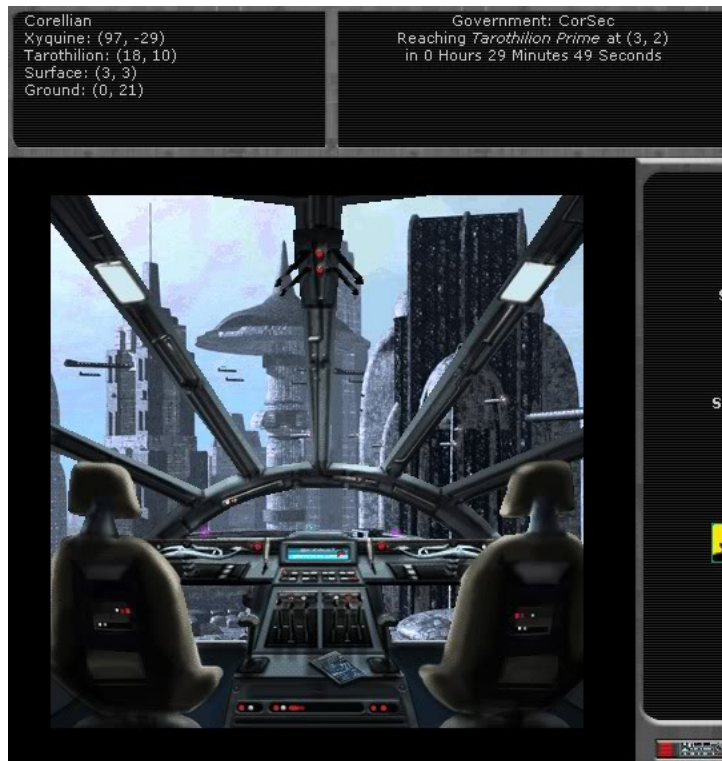 Corellian
Xyquine: (97, -29)
Tarothilion: (18, 10)
Surface: (3, 3)
Ground: (0, 21)
Government: CorSec
Reaching Tarothilion Prime at (3, 2)
in 0 Hours 29 Minutes 49 Seconds